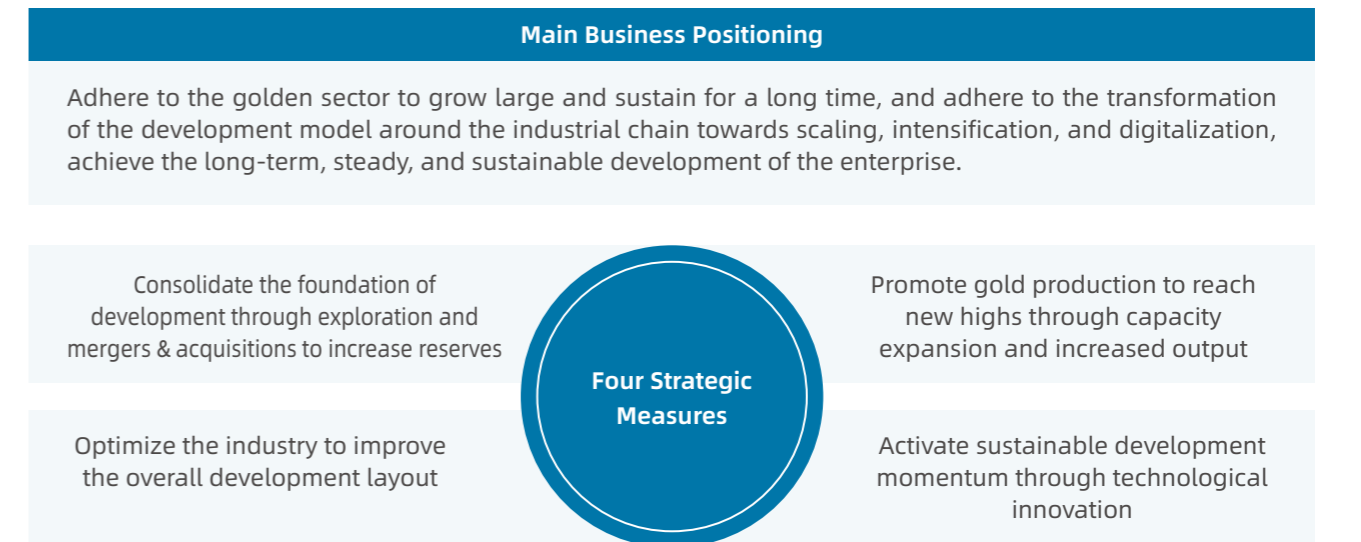 Main Business Positioning
Adhere to the golden sector to grow large and sustain for a long time, and adhere to the transformation
of the development model around the industrial chain towards scaling, intensification, and digitalization,
achieve the long-term, steady, and sustainable development of the enterprise.
Consolidate the foundation of
development through exploration and
mergers & acquisitions to increase reserves
Promote gold production to reach
new highs through capacity
expansion and increased output
Four Strategic
Measures
Optimize the industry to improve
the overall development layout
Activate sustainable development
momentum through technological
innovation